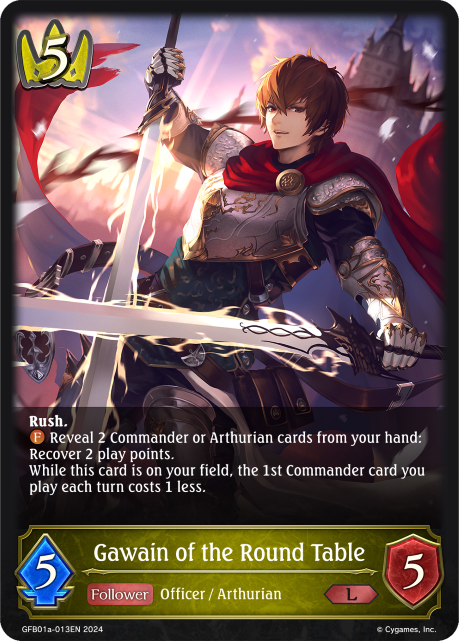 5
Rush.
F Reveal 2 Commander or Arthurian cards from your hand:
Recover 2 play points.
While this card is on your field, the 1st Commander card you
play each turn costs 1 less.
Gawain of the Round Table
5
Follower Officer / Arthurian L
5
GFB01a-013EN 2024 © Cygames, Inc.